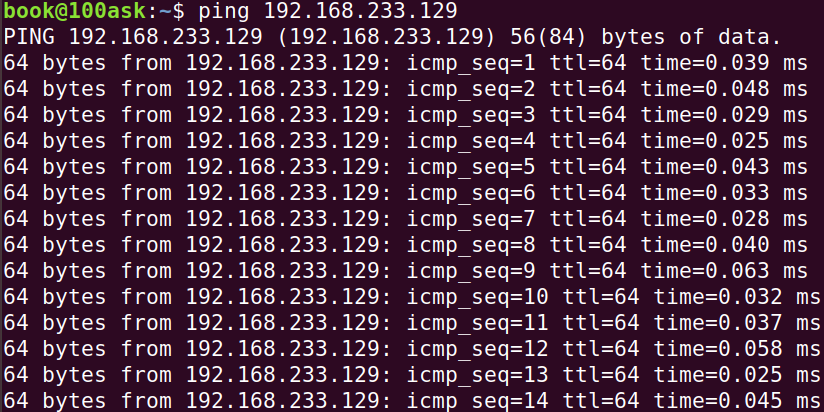 book@100ask:~$ ping 192.168.233.129
PING 192.168.233.129 (192.168.233.129) 56(84) bytes of data.
64 bytes from 192.168.233.129: icmp_seq=1 ttl=64 time=0.039 ms
64 bytes from 192.168.233.129: icmp_seq=2 ttl=64 time=0.048 ms
64 bytes from 192.168.233.129: icmp_seq=3 ttl=64 time=0.029 ms
64 bytes from 192.168.233.129: icmp_seq=4 ttl=64 time=0.025 ms
64 bytes from 192.168.233.129: icmp_seq=5 ttl=64 time=0.043 ms
64 bytes from 192.168.233.129: icmp_seq=6 ttl=64 time=0.033 ms
64 bytes from 192.168.233.129: icmp_seq=7 ttl=64 time=0.028 ms
64 bytes from 192.168.233.129: icmp_seq=8 ttl=64 time=0.040 ms
64 bytes from 192.168.233.129: icmp_seq=9 ttl=64 time=0.063 ms
64 bytes from 192.168.233.129: icmp_seq=10 ttl=64 time=0.032 ms
64 bytes from 192.168.233.129: icmp_seq=11 ttl=64 time=0.037 ms
64 bytes from 192.168.233.129: icmp_seq=12 ttl=64 time=0.058 ms
64 bytes from 192.168.233.129: icmp_seq=13 ttl=64 time=0.025 ms
64 bytes from 192.168.233.129: icmp_seq=14 ttl=64 time=0.045 ms